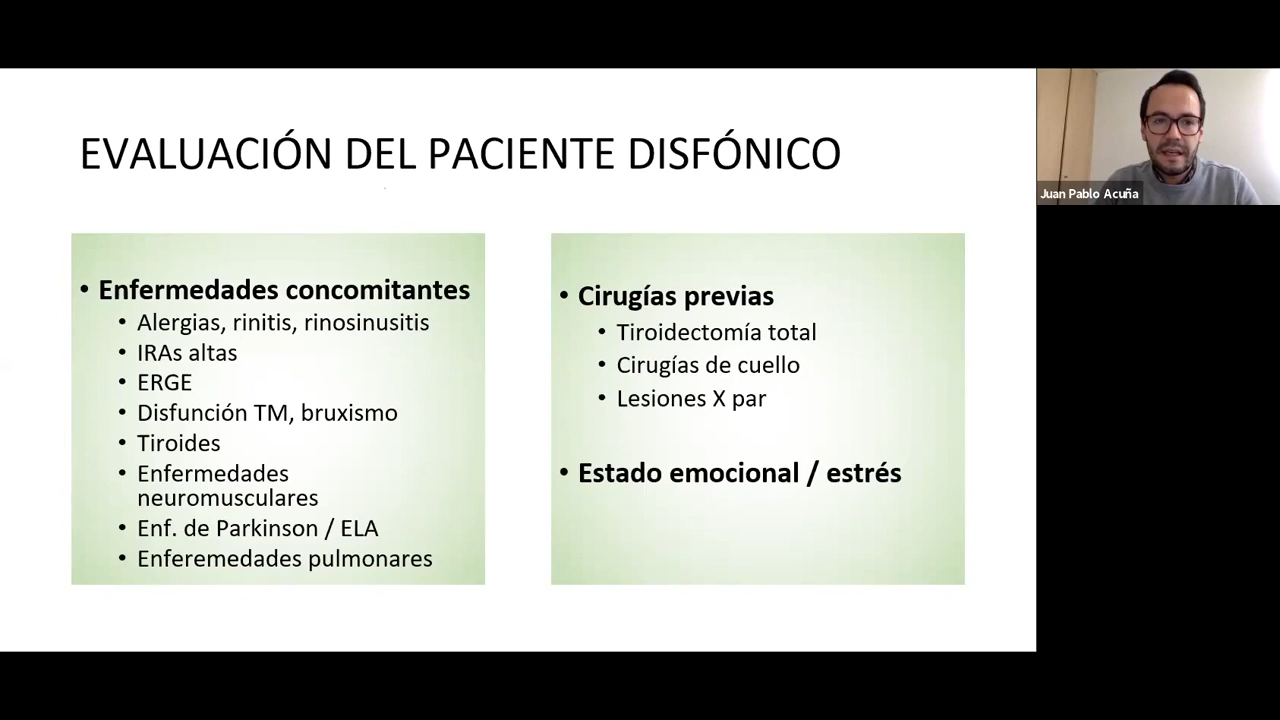 EVALUACIÓN DEL PACIENTE DISFÓNICO
• Enfermedades concomitantes
• Alergias, rinitis, rinosinusitis
• IRAs altas
• ERGE
• Disfunción TM, bruxismo
• Tiroides
• Enfermedades
neuromusculares
• Enf. de Parkinson / ELA
• Enferemedades pulmonares
• Cirugías previas
• Tiroidectomía total
• Cirugías de cuello
• Lesiones X par
• Estado emocional / estrés
Juan Pablo Acuña